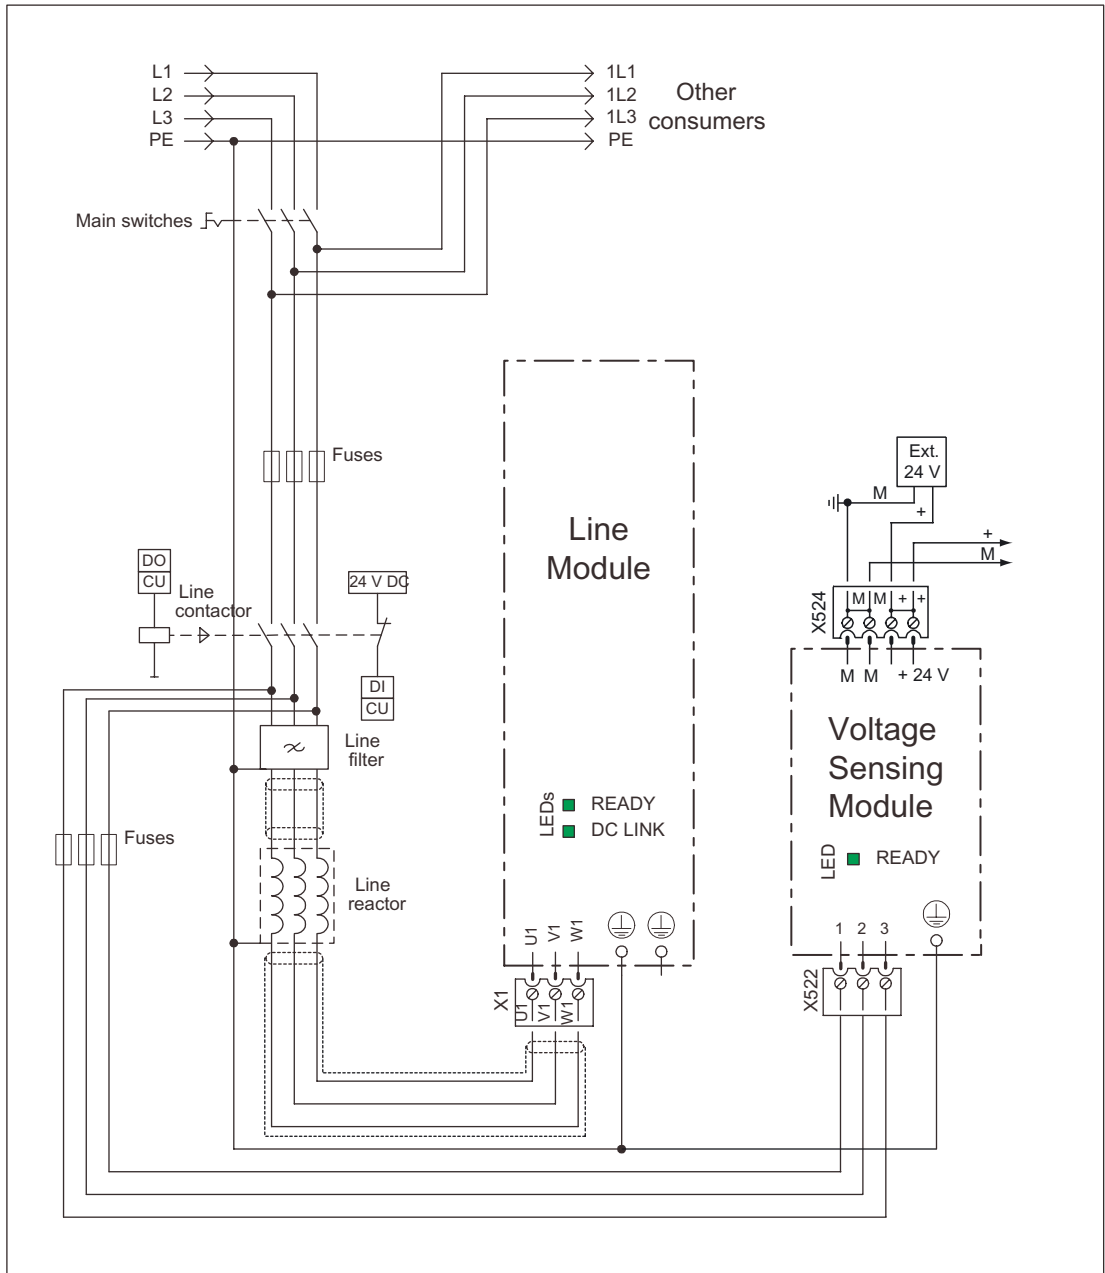 L1
L2
L3
PE
1L1
1L2
1L3
PE
Other
consumers
Main switches
Fuses
Line
Module
Ext.
24 V
M
+
+
M
DO
CU
Line
contactor
24 V DC
X524
M
M
+
+
M
M
+ 24 V
DI
CU
Line
filter
Voltage
Sensing
Module
Fuses
LEDs
READY
DC LINK
LED
READY
Line
reactor
U1
V1
W1
1
2
3
X1
U1
V1
W1
X522